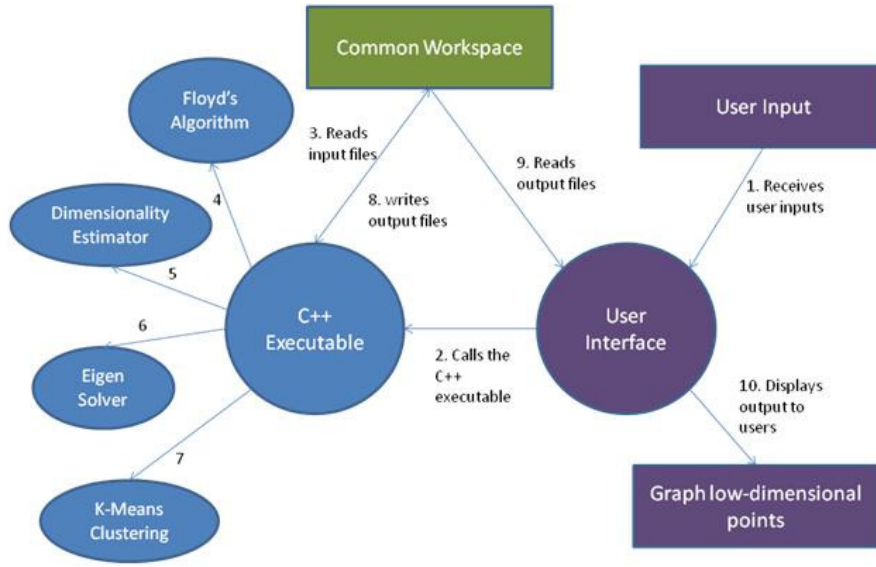 Common Workspace
User Input
Floyd's
Algorithm
3. Reads
input files
9. Reads
output files
1. Receives
user inputs
8. writes
output files
4
Dimensionality
Estimator
5
C++
Executable
User
Interface
6
2. Calls the
C++
executable
Eigen
Solver
10. Displays
output to
users
7
K-Means
Clustering
Graph low-dimensional
points